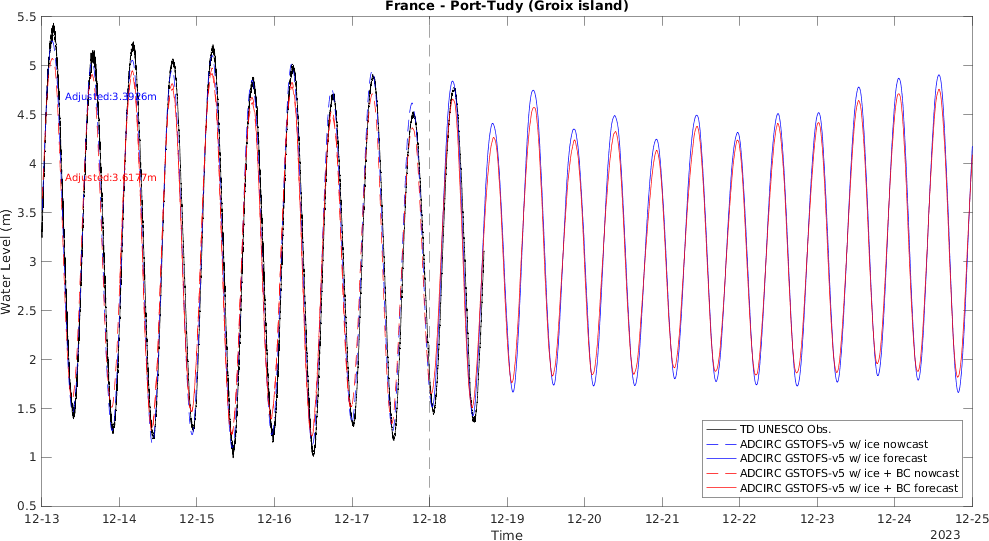 France - Port-Tudy (Groix island)
5.5
5
4.5
4
3.5
3
2.5
2
1.5
1
0.5
Water Level (m)
Adjusted:3.3926m
Adjusted:3.6177m
TD UNESCO Obs.
ADCIRC GSTOFS-v5 w/ ice nowcast
ADCIRC GSTOFS-v5 w/ ice forecast
ADCIRC GSTOFS-v5 w/ ice + BC nowcast
ADCIRC GSTOFS-v5 w/ ice + BC forecast
12-13 12-14 12-15 12-16 12-17 12-18 12-19 12-20 12-21 12-22 12-23 12-24 12-25
Time
2023